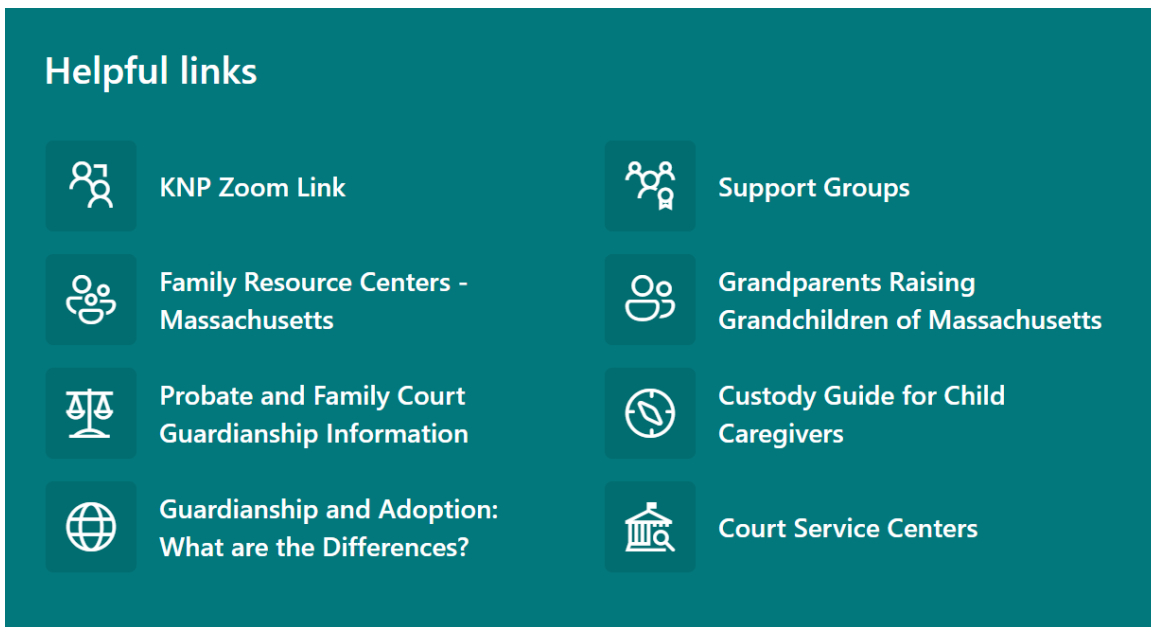 Helpful links
KNP Zoom Link
Support Groups
Family Resource Centers -
Massachusetts
Grandparents Raising
Grandchildren of Massachusetts
Probate and Family Court
Guardianship Information
Custody Guide for Child
Caregivers
Guardianship and Adoption:
What are the Differences?
Court Service Centers